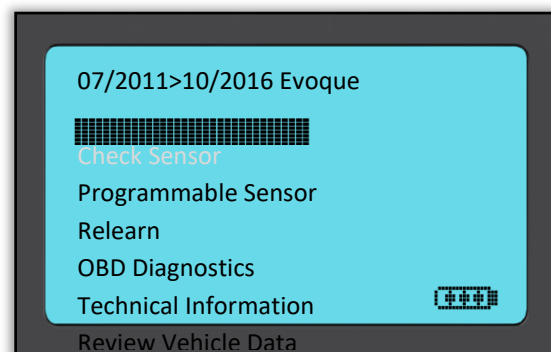 07/2011>10/2016 Evoque
Check Sensor
Programmable Sensor
Relearn
OBD Diagnostics
Technical Information
Review Vehicle Data